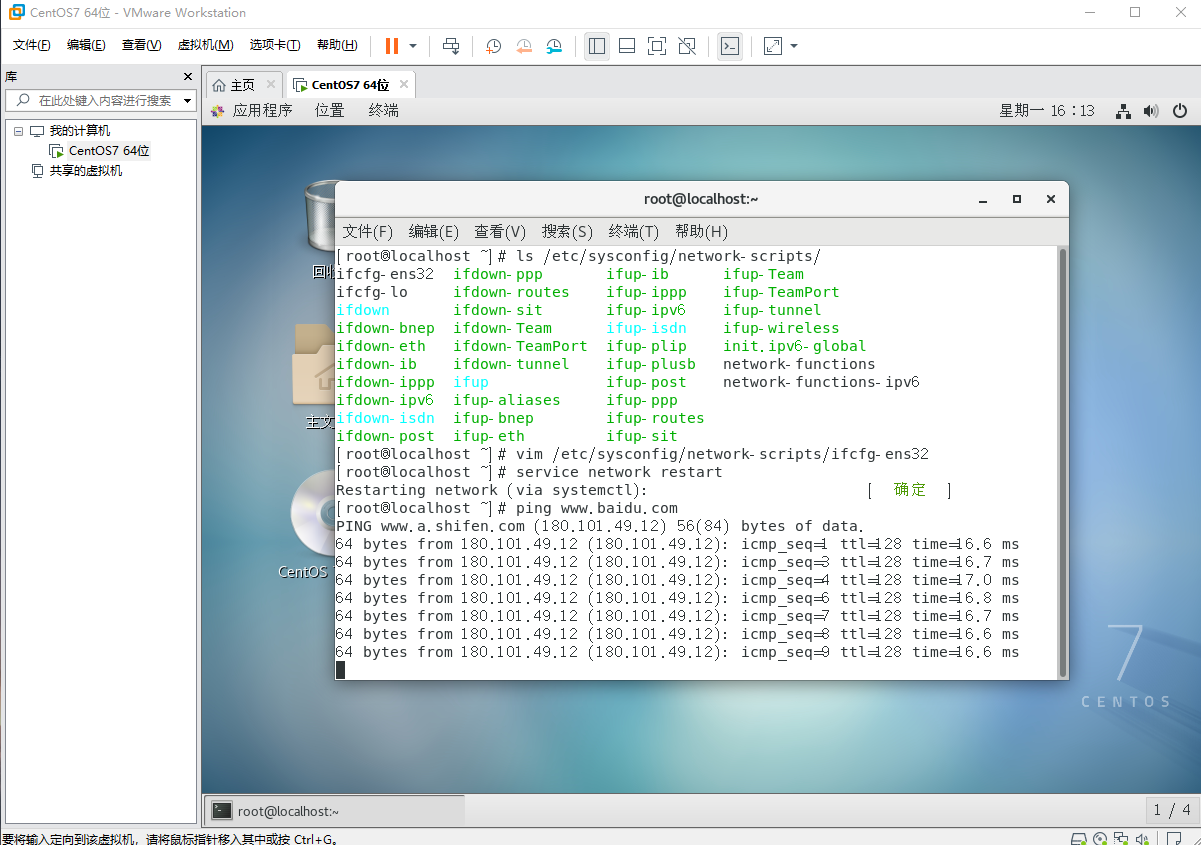 CentOS7 64位 - VMware Workstation
文件(F) 编辑(E) 查看(V) 虚拟机(M) 选项卡(T) 帮助(H)
库
在此处键入内容进行搜索
我的计算机
CentOS7 64位
共享的虚拟机
主页 CentOS7 64位
应用程序 位置 终端 星期一 16：13
root@localhost:~
文件(F) 编辑(E) 查看(V) 搜索(S) 终端(T) 帮助(H)
[root@localhost ~]# ls /etc/sysconfig/network-scripts/
ifcfg-ens32 ifdown-ppp ifup-ib ifup-Team
ifcfg-lo ifdown-routes ifup-ippp ifup-TeamPort
ifdown ifdown-sit ifup-ipv6 ifup-tunnel
ifdown-bnep ifdown-Team ifup-isdn ifup-wireless
ifdown-eth ifdown-TeamPort ifup-plip init.ipv6-global
ifdown-ib ifdown-tunnel ifup-plusb network-functions
ifdown-ippp ifup ifup-post network-functions-ipv6
ifdown-ipv6 ifup-aliases ifup-ppp
ifdown-isdn ifup-bnep ifup-routes
ifdown-post ifup-eth ifup-sit
[root@localhost ~]# vim /etc/sysconfig/network-scripts/ifcfg-ens32
[root@localhost ~]# service network restart
Restarting network (via systemctl): [ 确定 ]
[root@localhost ~]# ping www.baidu.com
PING www.a.shifen.com (180.101.49.12) 56(84) bytes of data.
64 bytes from 180.101.49.12 (180.101.49.12): icmp_seq=1 ttl=128 time=16.6 ms
64 bytes from 180.101.49.12 (180.101.49.12): icmp_seq=3 ttl=128 time=16.7 ms
64 bytes from 180.101.49.12 (180.101.49.12): icmp_seq=4 ttl=128 time=17.0 ms
64 bytes from 180.101.49.12 (180.101.49.12): icmp_seq=6 ttl=128 time=16.8 ms
64 bytes from 180.101.49.12 (180.101.49.12): icmp_seq=7 ttl=128 time=16.7 ms
64 bytes from 180.101.49.12 (180.101.49.12): icmp_seq=8 ttl=128 time=16.6 ms
64 bytes from 180.101.49.12 (180.101.49.12): icmp_seq=9 ttl=128 time=16.6 ms
回收
主文
CentOS
7
CENTOS
root@localhost:~ 1 / 4
要将输入定向到该虚拟机，请将鼠标指针移入其中或按 Ctrl+G。